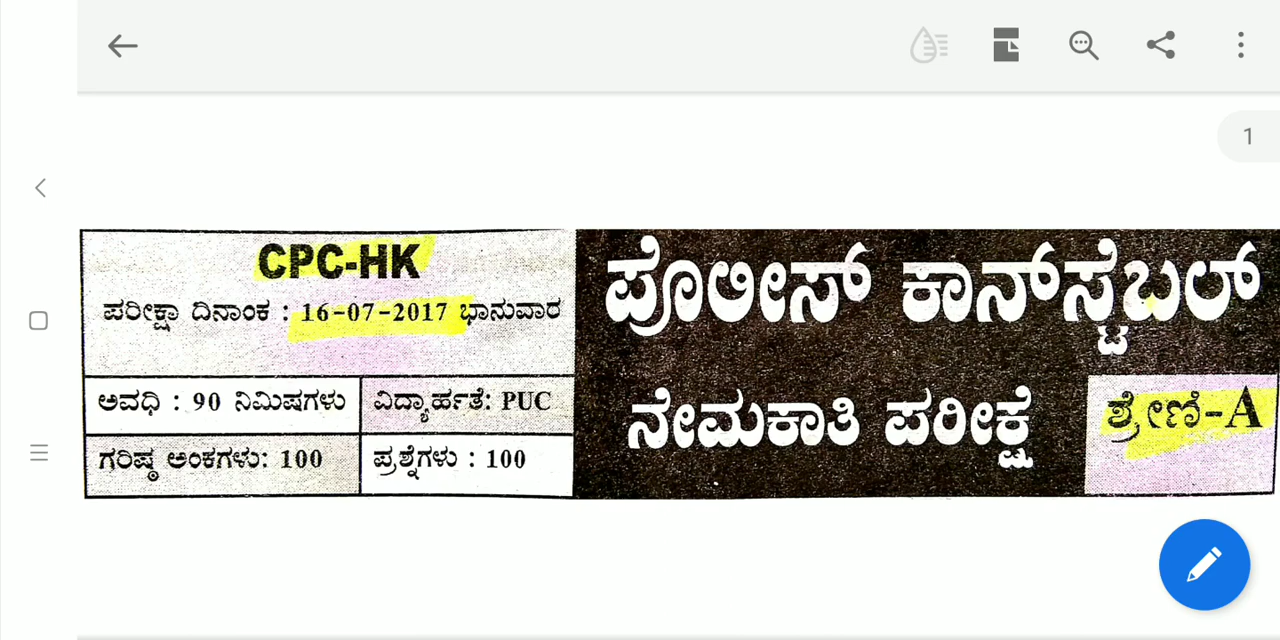 1
CPC-HK
ಪರೀಕ್ಷಾ ದಿನಾಂಕ : 16-07-2017 ಭಾನುವಾರ
ಅವಧಿ : 90 ನಿಮಿಷಗಳು
ವಿದ್ಯಾರ್ಹತೆ: PUC
ಗರಿಷ್ಠ ಅಂಕಗಳು: 100
ಪ್ರಶ್ನೆಗಳು : 100
ಪೊಲೀಸ್ ಕಾನ್‌ಸ್ಟೆಬಲ್
ನೇಮಕಾತಿ ಪರೀಕ್ಷೆ
ಶ್ರೇಣಿ-A